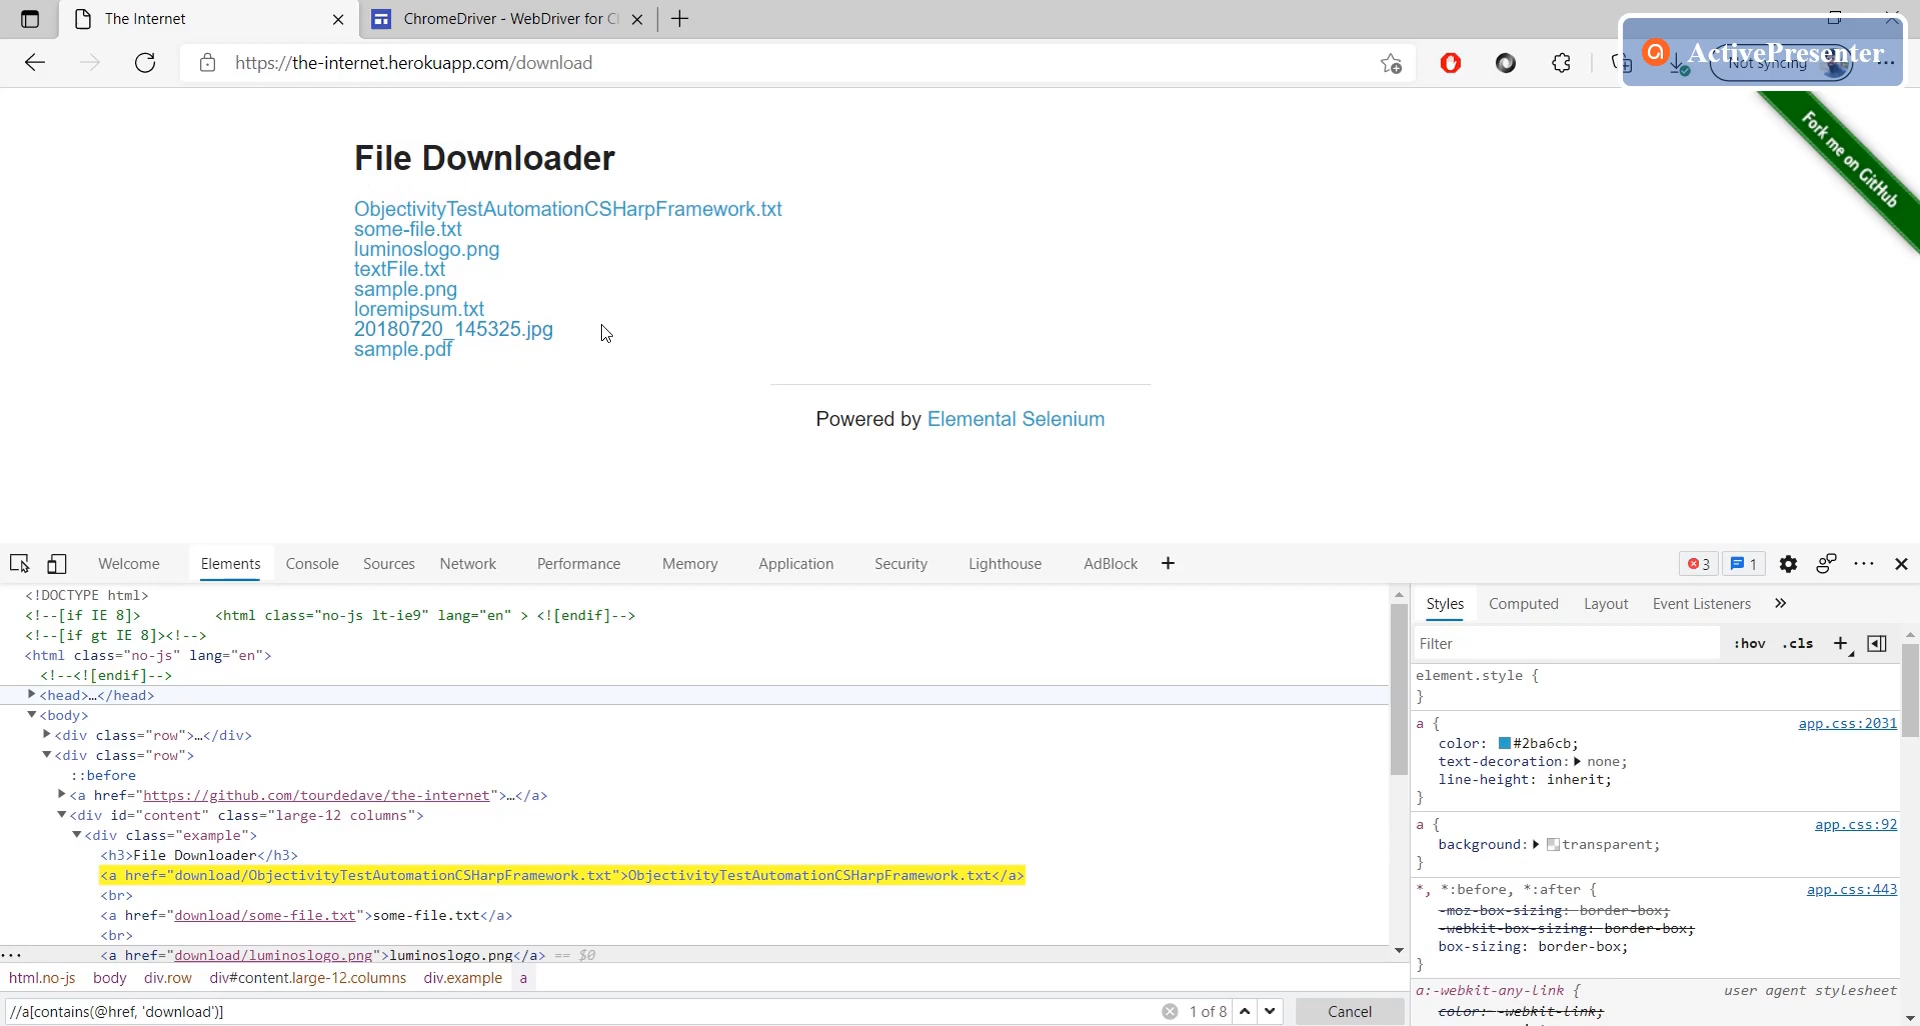 The Internet
ChromeDriver - WebDriver for C
https://the-internet.herokuapp.com/download
Not syncing
ActivePresenter
Fork me on GitHub
File Downloader
ObjectivityTestAutomationCSHarpFramework.txt
some-file.txt
luminoslogo.png
textFile.txt
sample.png
loremipsum.txt
20180720_145325.jpg
sample.pdf
Powered by Elemental Selenium
Welcome Elements Console Sources Network Performance Memory Application Security Lighthouse AdBlock 3 1
<!DOCTYPE html>
<!--[if IE 8]> <html class="no-js lt-ie9" lang="en" > <![endif]-->
<!--[if gt IE 8]><!-->
<html class="no-js" lang="en">
<!--<![endif]-->
<head>…</head>
<body>
<div class="row">…</div>
<div class="row">
::before
<a href="https://github.com/tourdedave/the-internet">…</a>
<div id="content" class="large-12 columns">
<div class="example">
<h3>File Downloader</h3>
<a href="download/ObjectivityTestAutomationCSHarpFramework.txt">ObjectivityTestAutomationCSHarpFramework.txt</a>
<br>
<a href="download/some-file.txt">some-file.txt</a>
<br>
<a href="download/luminoslogo.png">luminoslogo.png</a> == $0
html.no-js body div.row div#content.large-12.columns div.example a
//a[contains(@href, 'download')] 1 of 8 Cancel
Styles Computed Layout Event Listeners
Filter :hov .cls
element.style {
}
a { app.css:2031
color: #2ba6cb;
text-decoration: none;
line-height: inherit;
}
a { app.css:92
background: transparent;
}
*, *:before, *:after { app.css:443
-moz-box-sizing: border-box;
-webkit-box-sizing: border-box;
box-sizing: border-box;
}
a:-webkit-any-link { user agent stylesheet
color: -webkit-link;